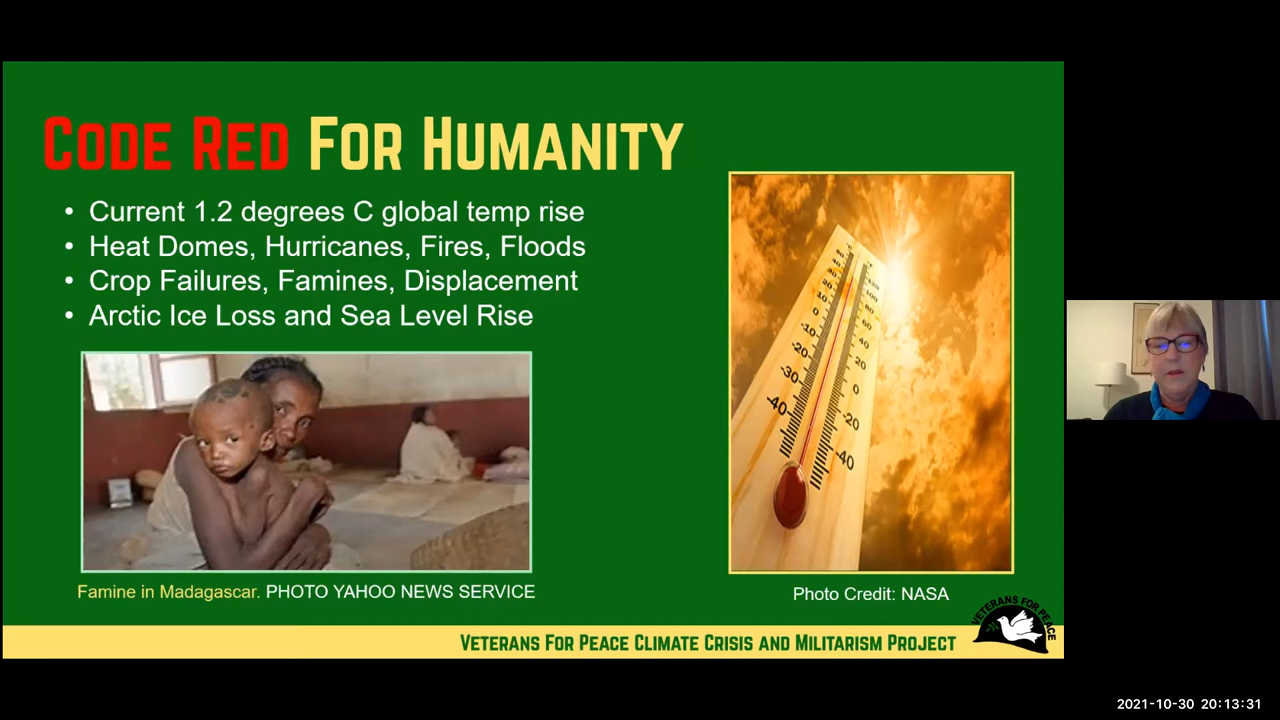 Code Red For Humanity
• Current 1.2 degrees C global temp rise
• Heat Domes, Hurricanes, Fires, Floods
• Crop Failures, Famines, Displacement
• Arctic Ice Loss and Sea Level Rise
Famine in Madagascar. PHOTO YAHOO NEWS SERVICE
Photo Credit: NASA
VETERANS FOR PEACE
Veterans For Peace Climate Crisis and Militarism Project
2021-10-30 20:13:31